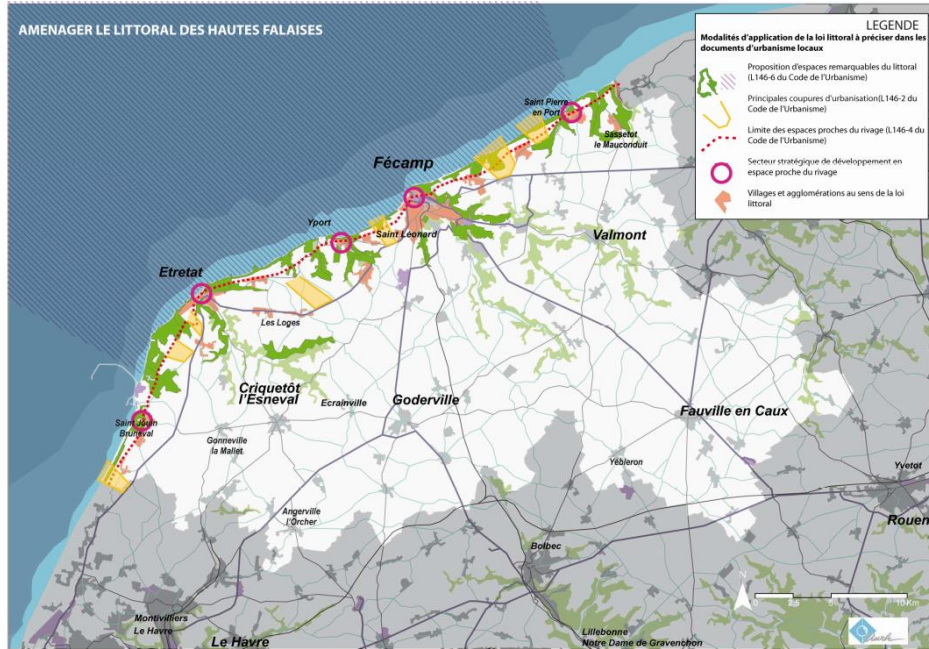 AMENAGER LE LITTORAL DES HAUTES FALAISES
LEGENDE
Modalités d'application de la loi littoral à préciser dans les
documents d'urbanisme locaux
Proposition d'espaces remarquables du littoral
(L146-6 du Code de l'Urbanisme)
Principales coupures d'urbanisation(L146-2 du
Code de l'Urbanisme)
Limite des espaces proches du rivage (L146-4 du
Code de l'Urbanisme)
Secteur stratégique de développement en
espace proche du rivage
Villages et agglomérations au sens de la loi
littoral
Saint Pierre
en Port
Sassetot
le Mauconduit
Fécamp
Yport
Saint Léonard
Valmont
Etretat
Les Loges
Criquetôt
l'Esneval
Ecrainville
Goderville
Fauville en Caux
Saint Jouin
Bruneval
Gonneville
la Mallet
Yébleron
Yvetot
Angerville
l'Orcher
Rouen
Bolbec
N
0 2,5 5 10 Km
Montivilliers
Le Havre
Le Havre
Lillebonne
Notre Dame de Gravenchon